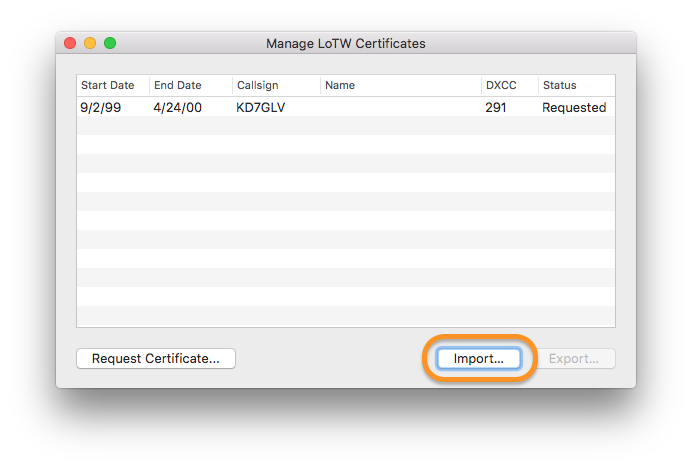 Manage LoTW Certificates
Start Date End Date Callsign Name DXCC Status
9/2/99 4/24/00 KD7GLV 291 Requested
Request Certificate... Import... Export...